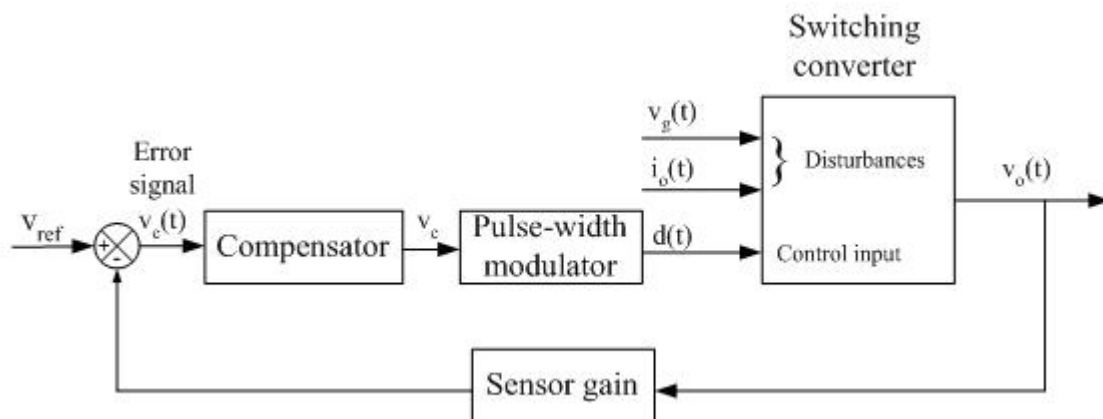 Switching
converter
v_g(t)
i_o(t)
} Disturbances
v_o(t)
Error
signal
v_ref
v_e(t)
+
-
Compensator
v_c
Pulse-width
modulator
d(t)
Control input
Sensor gain